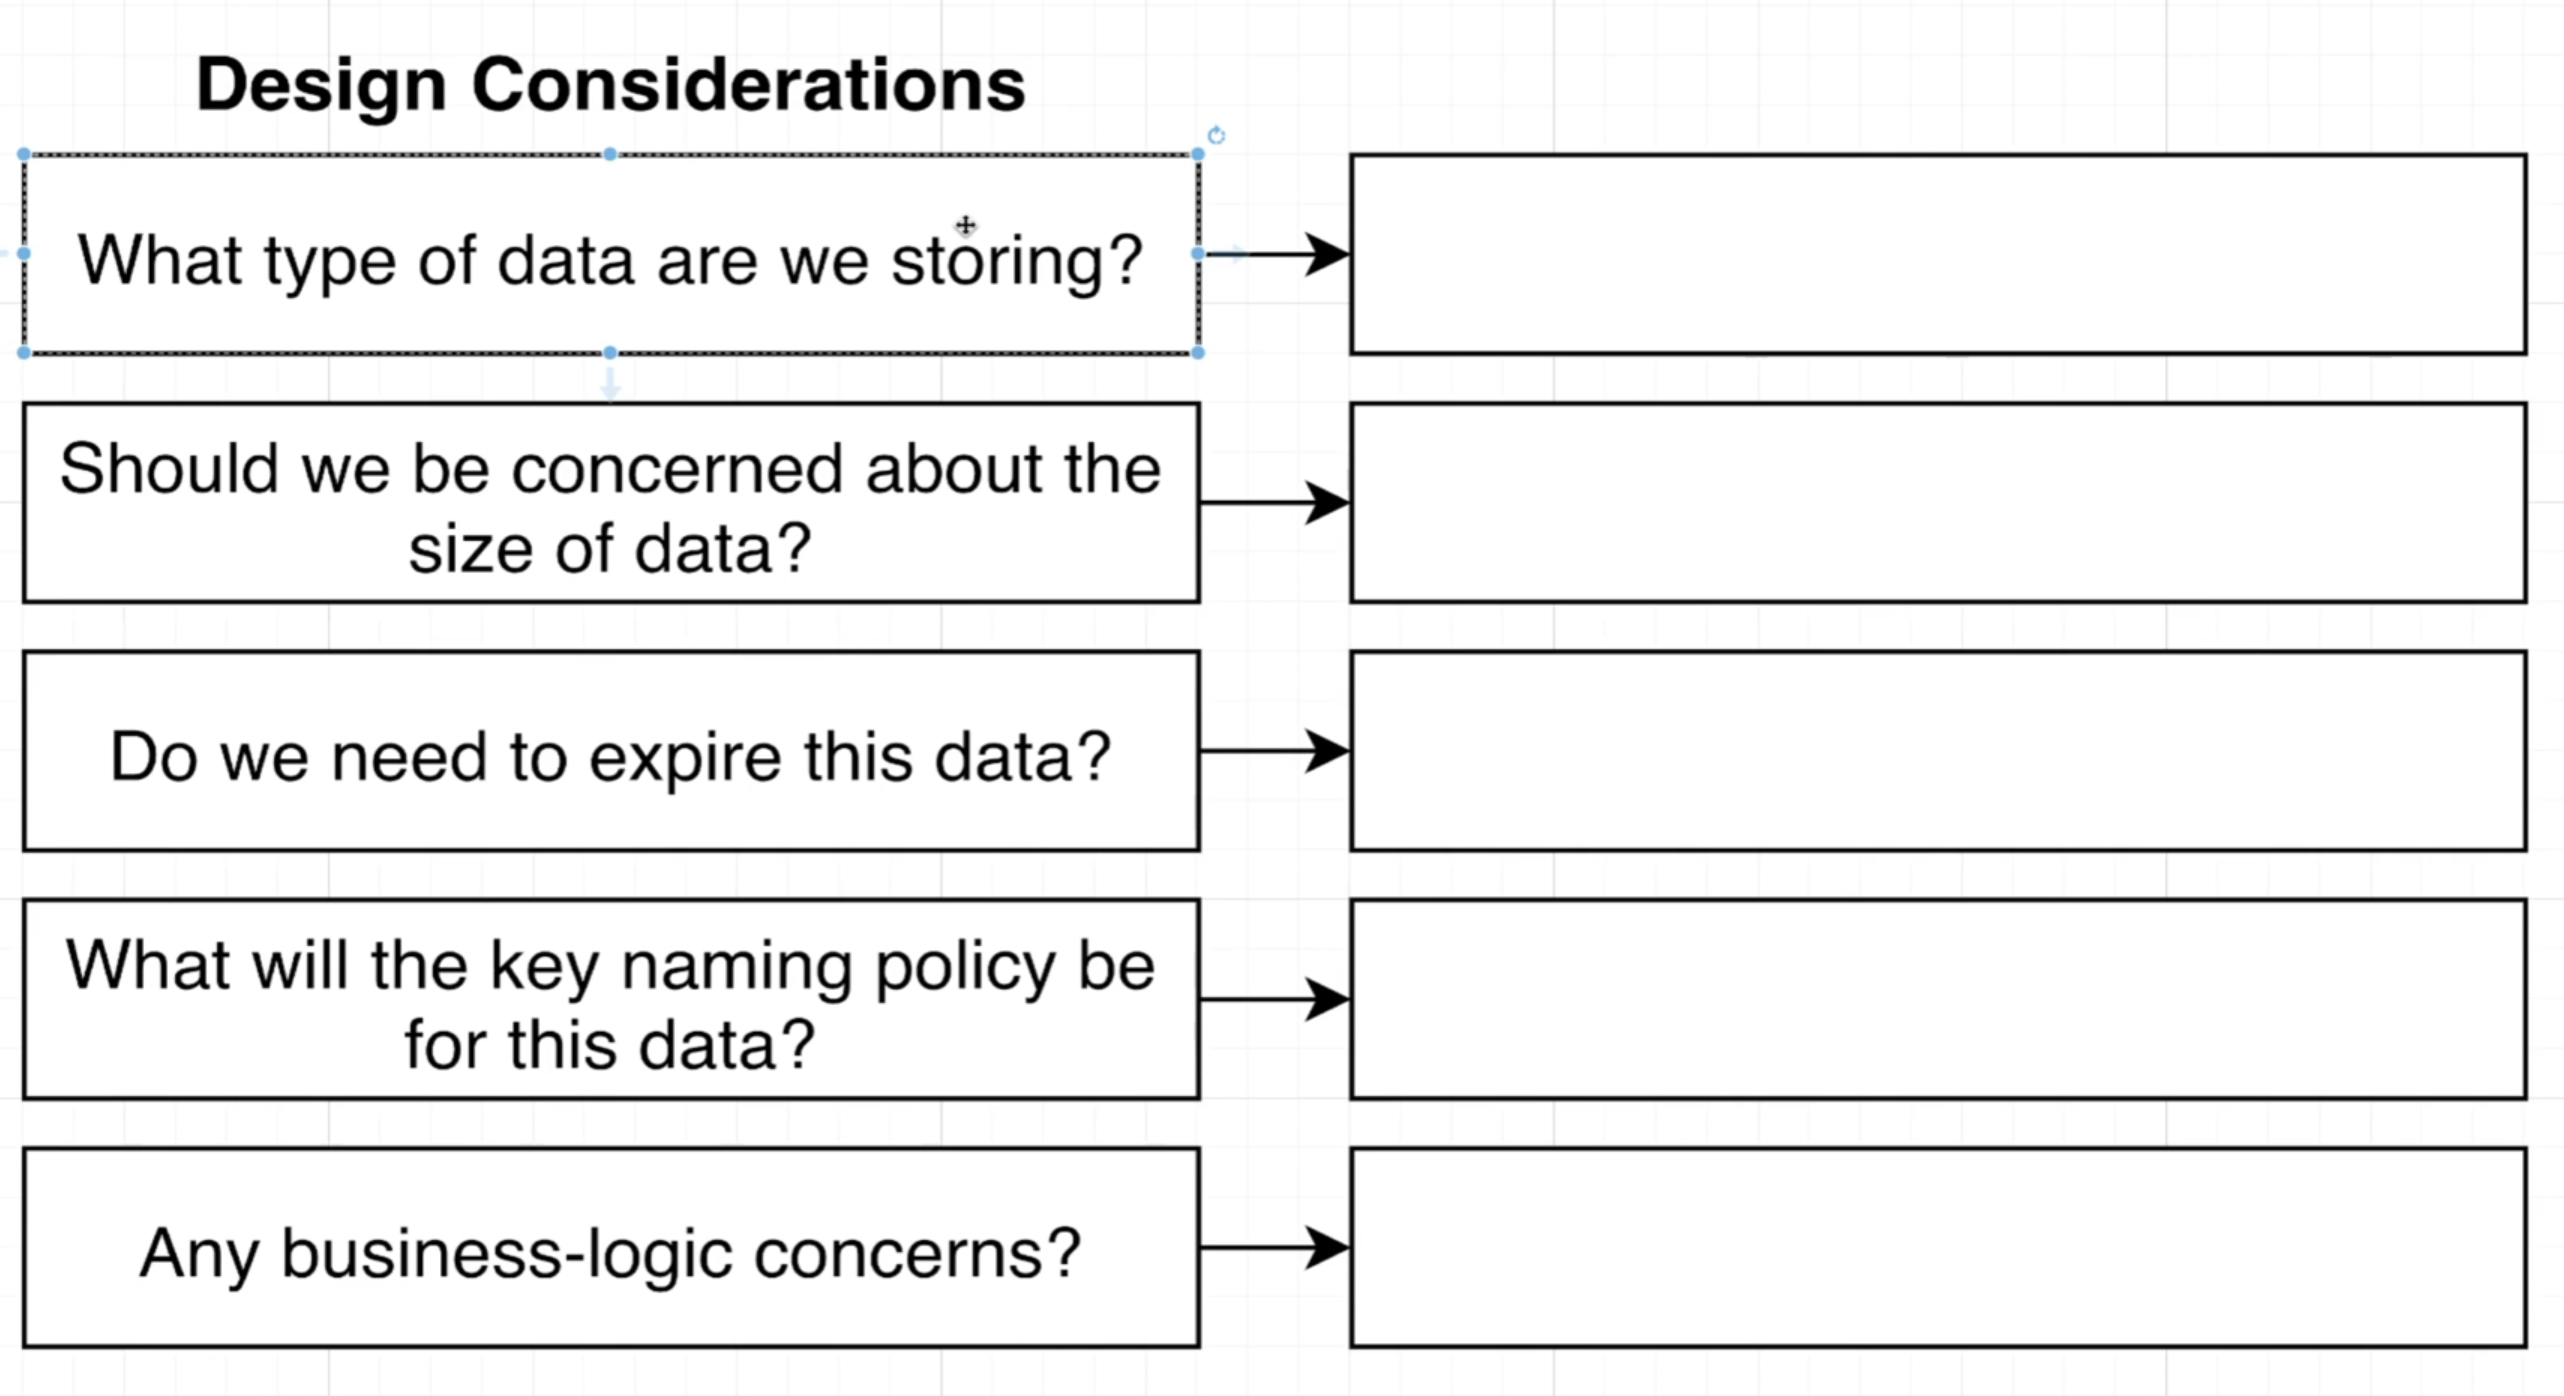 Design Considerations
What type of data are we storing?
Should we be concerned about the
size of data?
Do we need to expire this data?
What will the key naming policy be
for this data?
Any business-logic concerns?